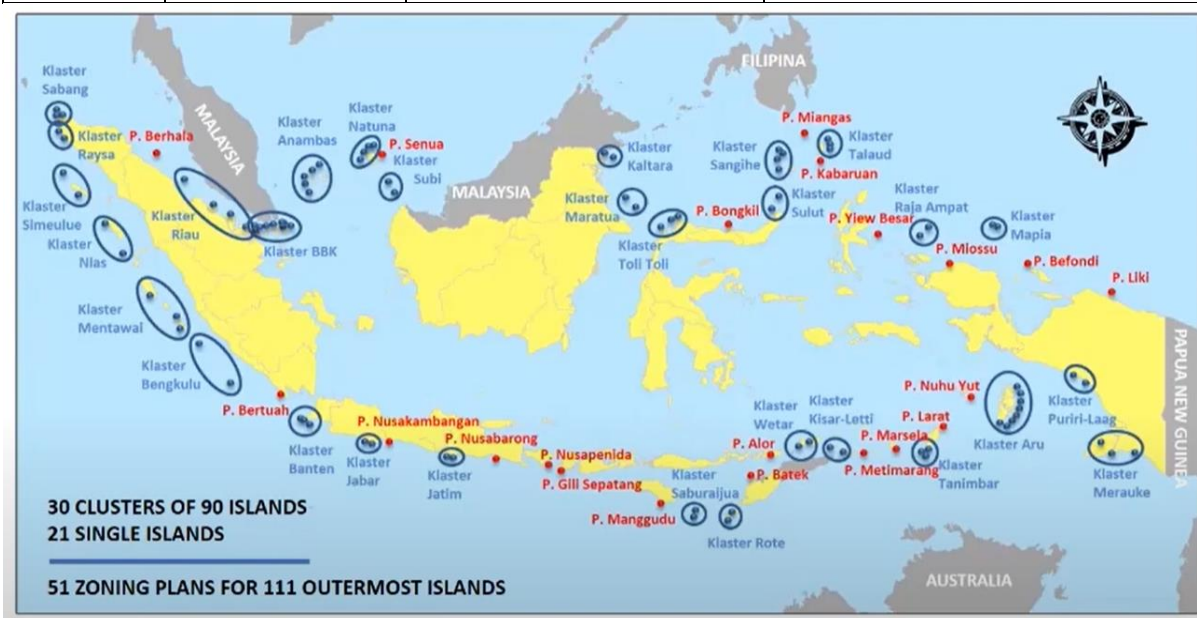 FILIPINA
Klaster
Sabang
MALAYSIA
Klaster
Anambas
Klaster
Natuna
P. Miangas
Klaster
Raysa
P. Berhala
P. Senua
Klaster
Subi
Klaster
Kaltara
Klaster
Sangihe
Klaster
Talaud
P. Kabaruan
MALAYSIA
Klaster
Simeulue
Klaster
Riau
Klaster
Maratua
P. Bongkil
Klaster
Sulut
P. Yiew Besar
Klaster
Raja Ampat
Klaster
Mapia
Klaster
Nias
Klaster BBK
Klaster
Toli Toli
P. Miossu
P. Befondi
P. Liki
Klaster
Mentawai
Klaster
Bengkulu
PAPUA NEW GUINEA
P. Bertuah
P. Nusakambangan
P. Nusabarong
Klaster
Wetar
Klaster
Kisar-Letti
P. Nuhu Yut
P. Larat
Klaster
Puriri-Laag
Klaster
Banten
Klaster
Jabar
Klaster
Jatim
P. Nusapenida
P. Gili Sepatang
P. Alor
P. Marsela
Klaster Aru
P. Batek
P. Metimarang
Klaster
Tanimbar
Klaster
Merauke
Klaster
Saburaijua
P. Manggudu
Klaster Rote
30 CLUSTERS OF 90 ISLANDS
21 SINGLE ISLANDS
51 ZONING PLANS FOR 111 OUTERMOST ISLANDS
AUSTRALIA